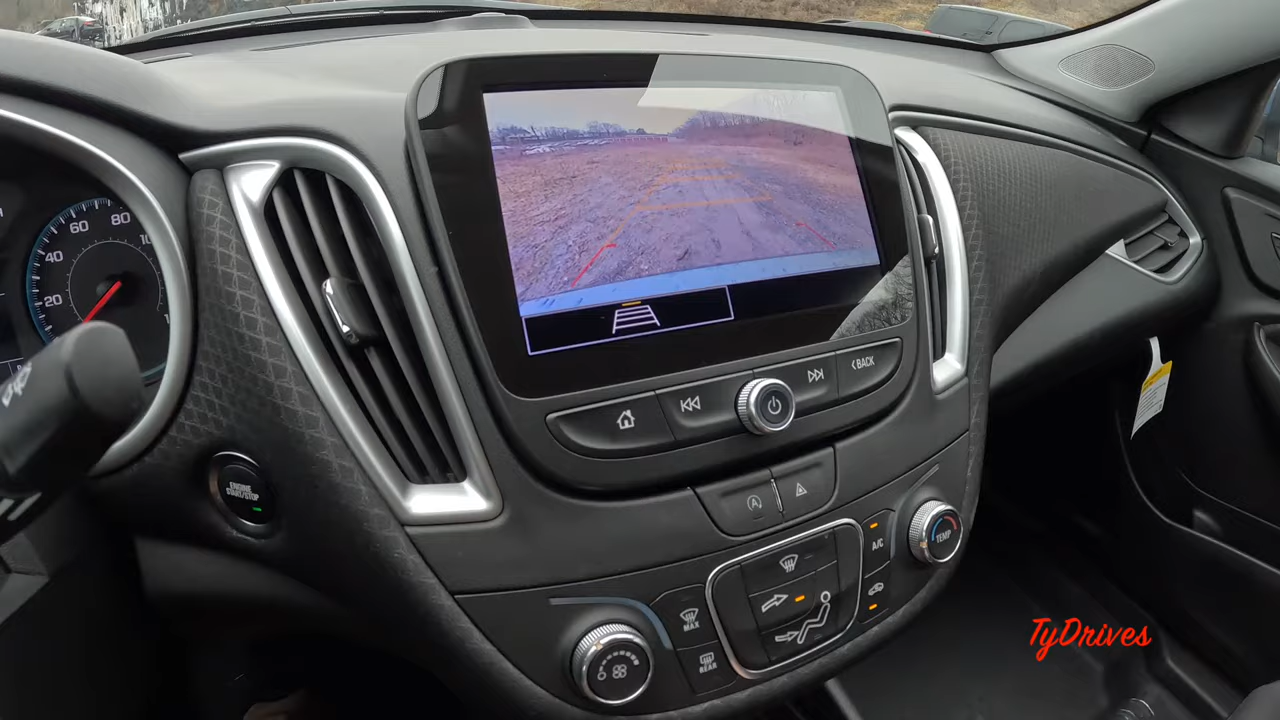 60
80
40
20
ENGINE
START/STOP
BACK
A
A/C
TEMP
MAX
REAR
TyDrives